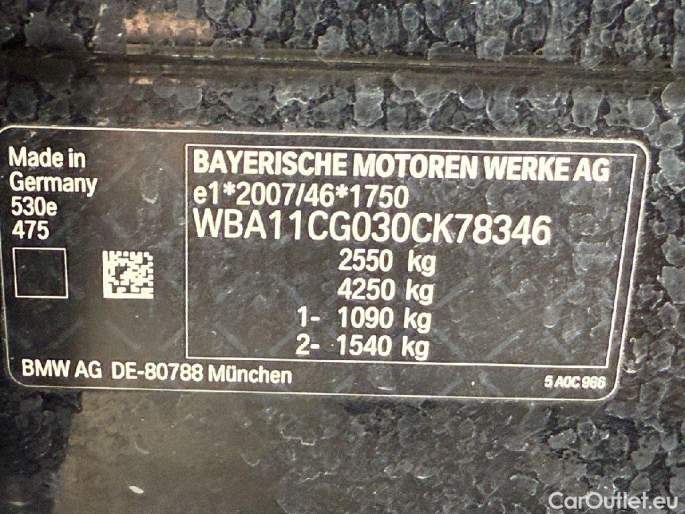 Made in
Germany
530e
475
BAYERISCHE MOTOREN WERKE AG
e1*2007/46*1750
WBA11CG030CK78346
2550 kg
4250 kg
1- 1090 kg
2- 1540 kg
BMW AG DE-80788 München
5 A0C 986
CarOutlet.eu